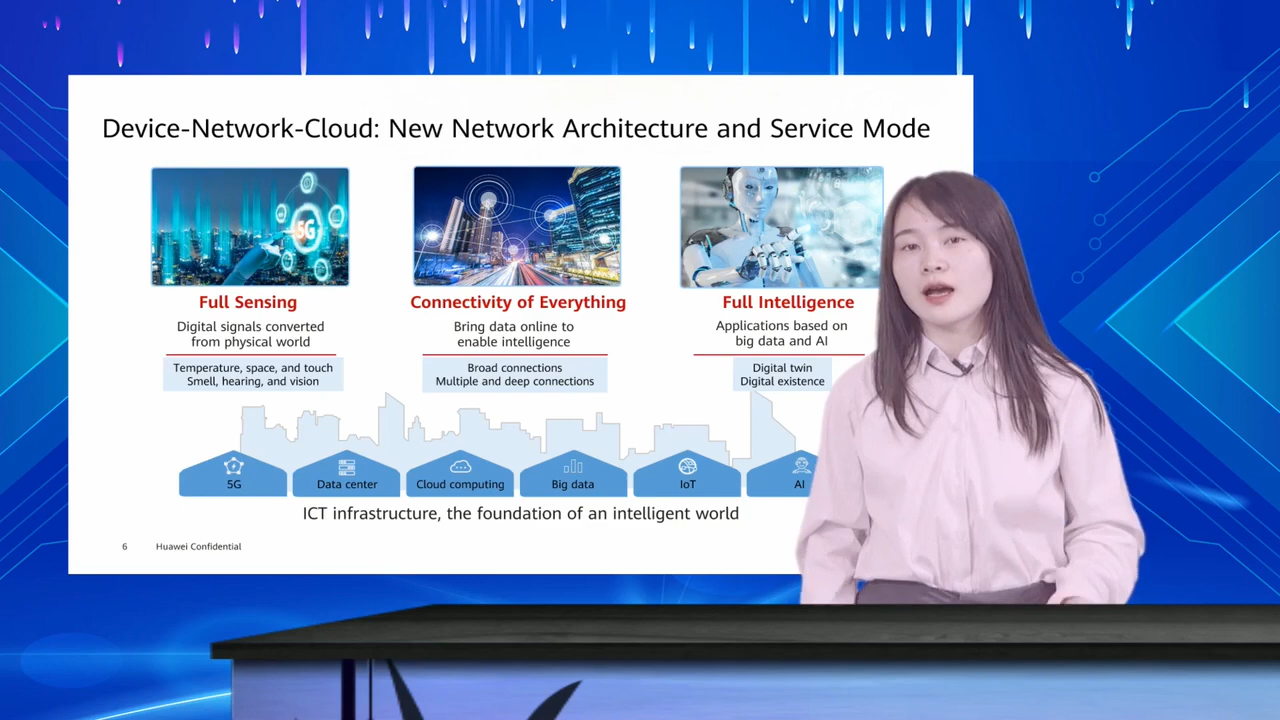 Device-Network-Cloud: New Network Architecture and Service Mode
5G
Full Sensing
Digital signals converted
from physical world
Temperature, space, and touch
Smell, hearing, and vision
Connectivity of Everything
Bring data online to
enable intelligence
Broad connections
Multiple and deep connections
Full Intelligence
Applications based on
big data and AI
Digital twin
Digital existence
5G
Data center
Cloud computing
Big data
IoT
AI
ICT infrastructure, the foundation of an intelligent world
6 Huawei Confidential